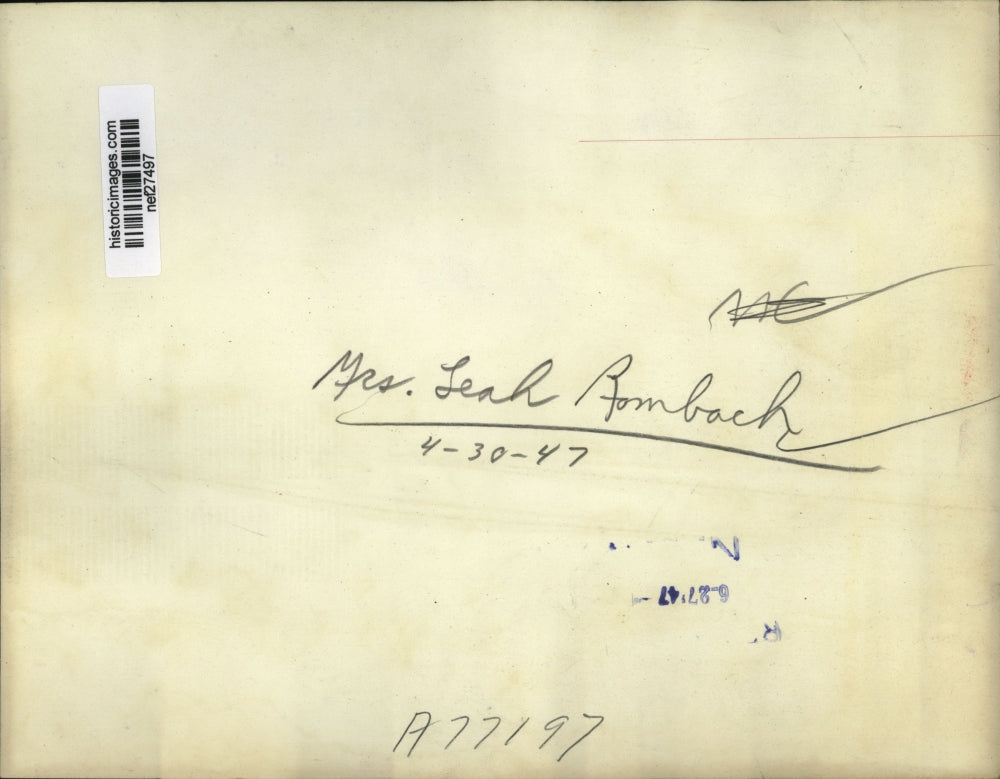 historicimages.com
nef27497
Mrs. Leah Rombach
4-30-47
6-27-47
A77197